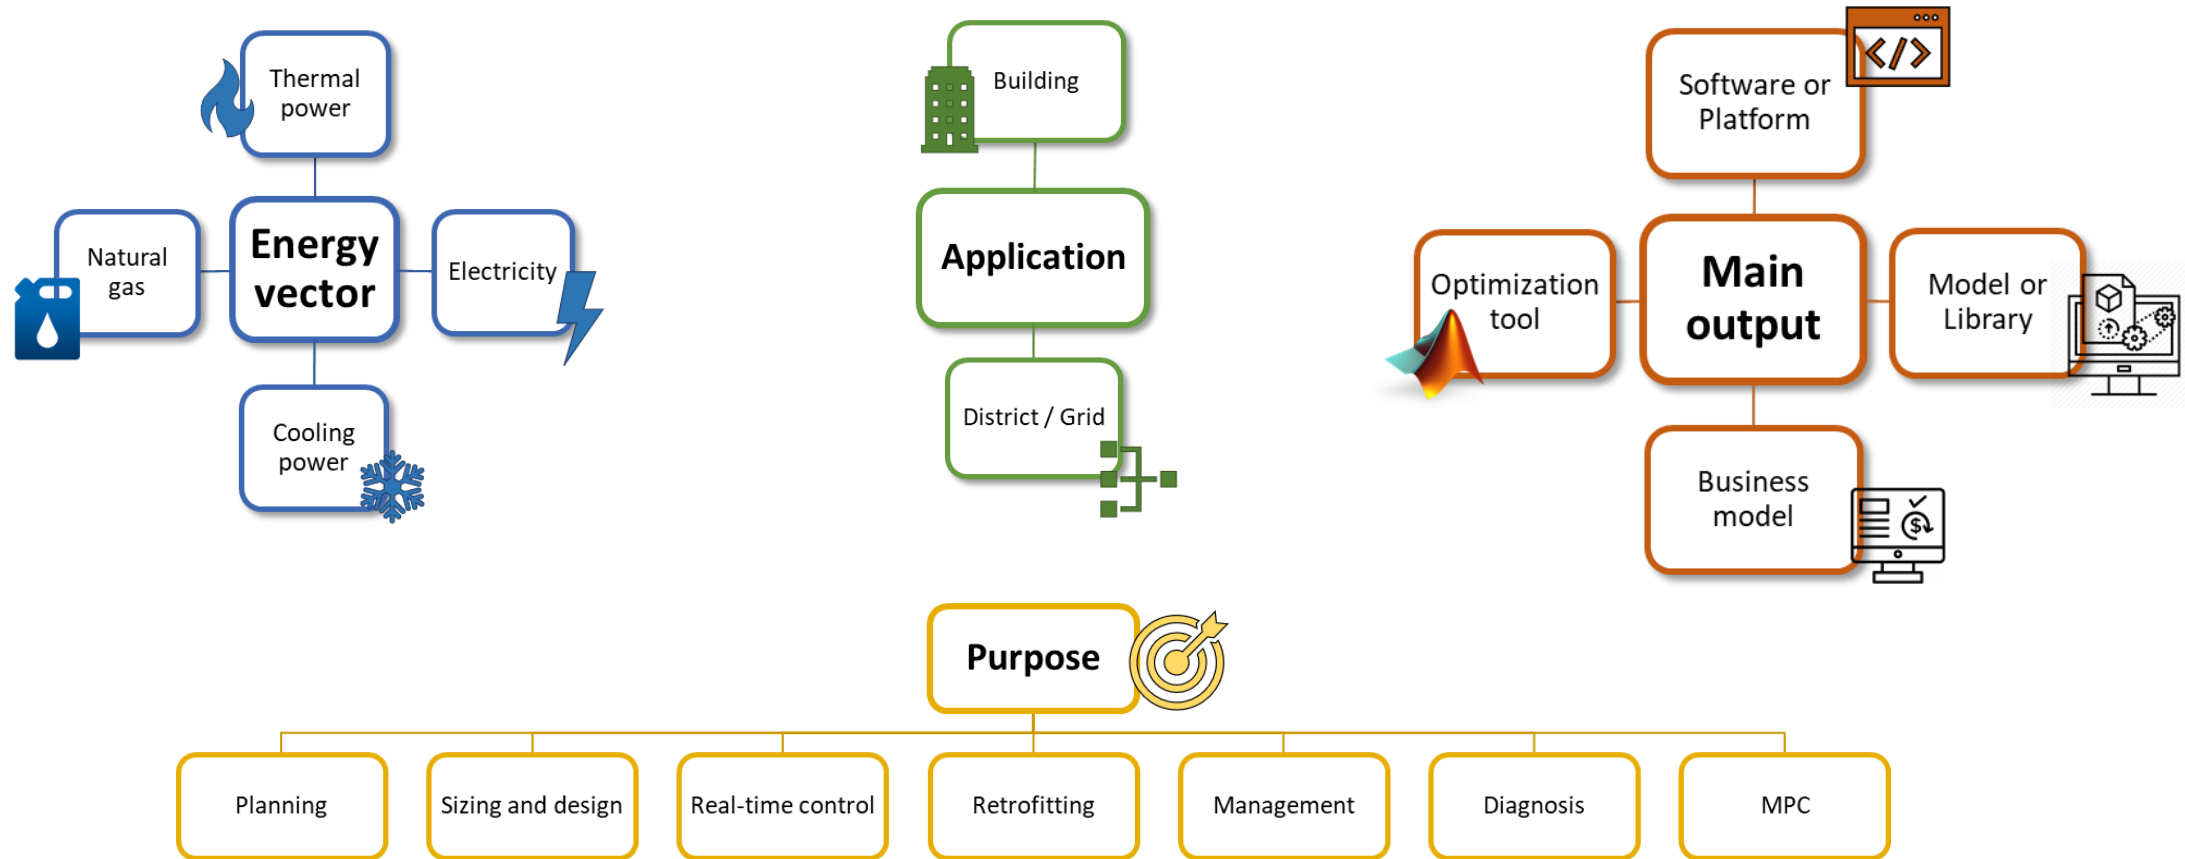 Thermal
power
Natural
gas
Energy
vector
Electricity
Cooling
power
Building
Application
District / Grid
Software or
Platform
</>
Optimization
tool
Main
output
Model or
Library
Business
model
$
Purpose
Planning
Sizing and design
Real-time control
Retrofitting
Management
Diagnosis
MPC